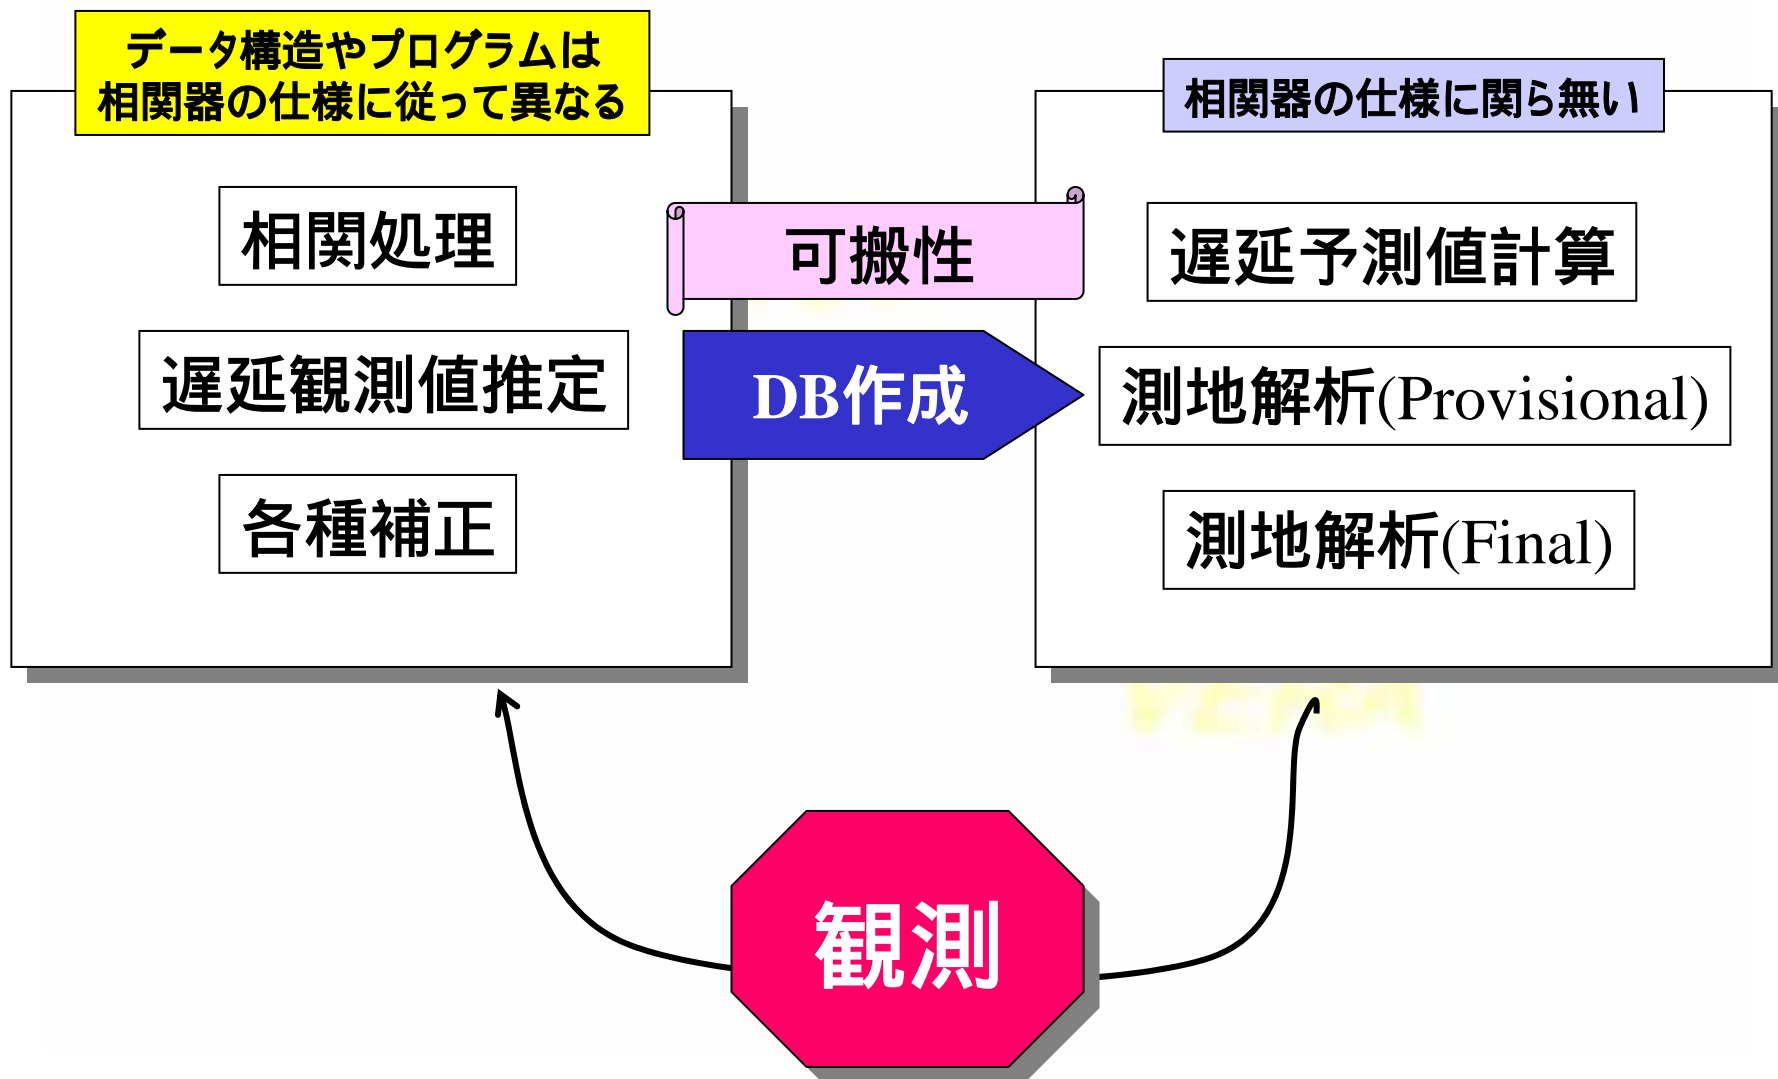 データ構造やプログラムは
相関器の仕様に従って異なる
相関処理
遅延観測値推定
各種補正
可搬性
DB作成
相関器の仕様に関ら無い
遅延予測値計算
測地解析(Provisional)
測地解析(Final)
観測